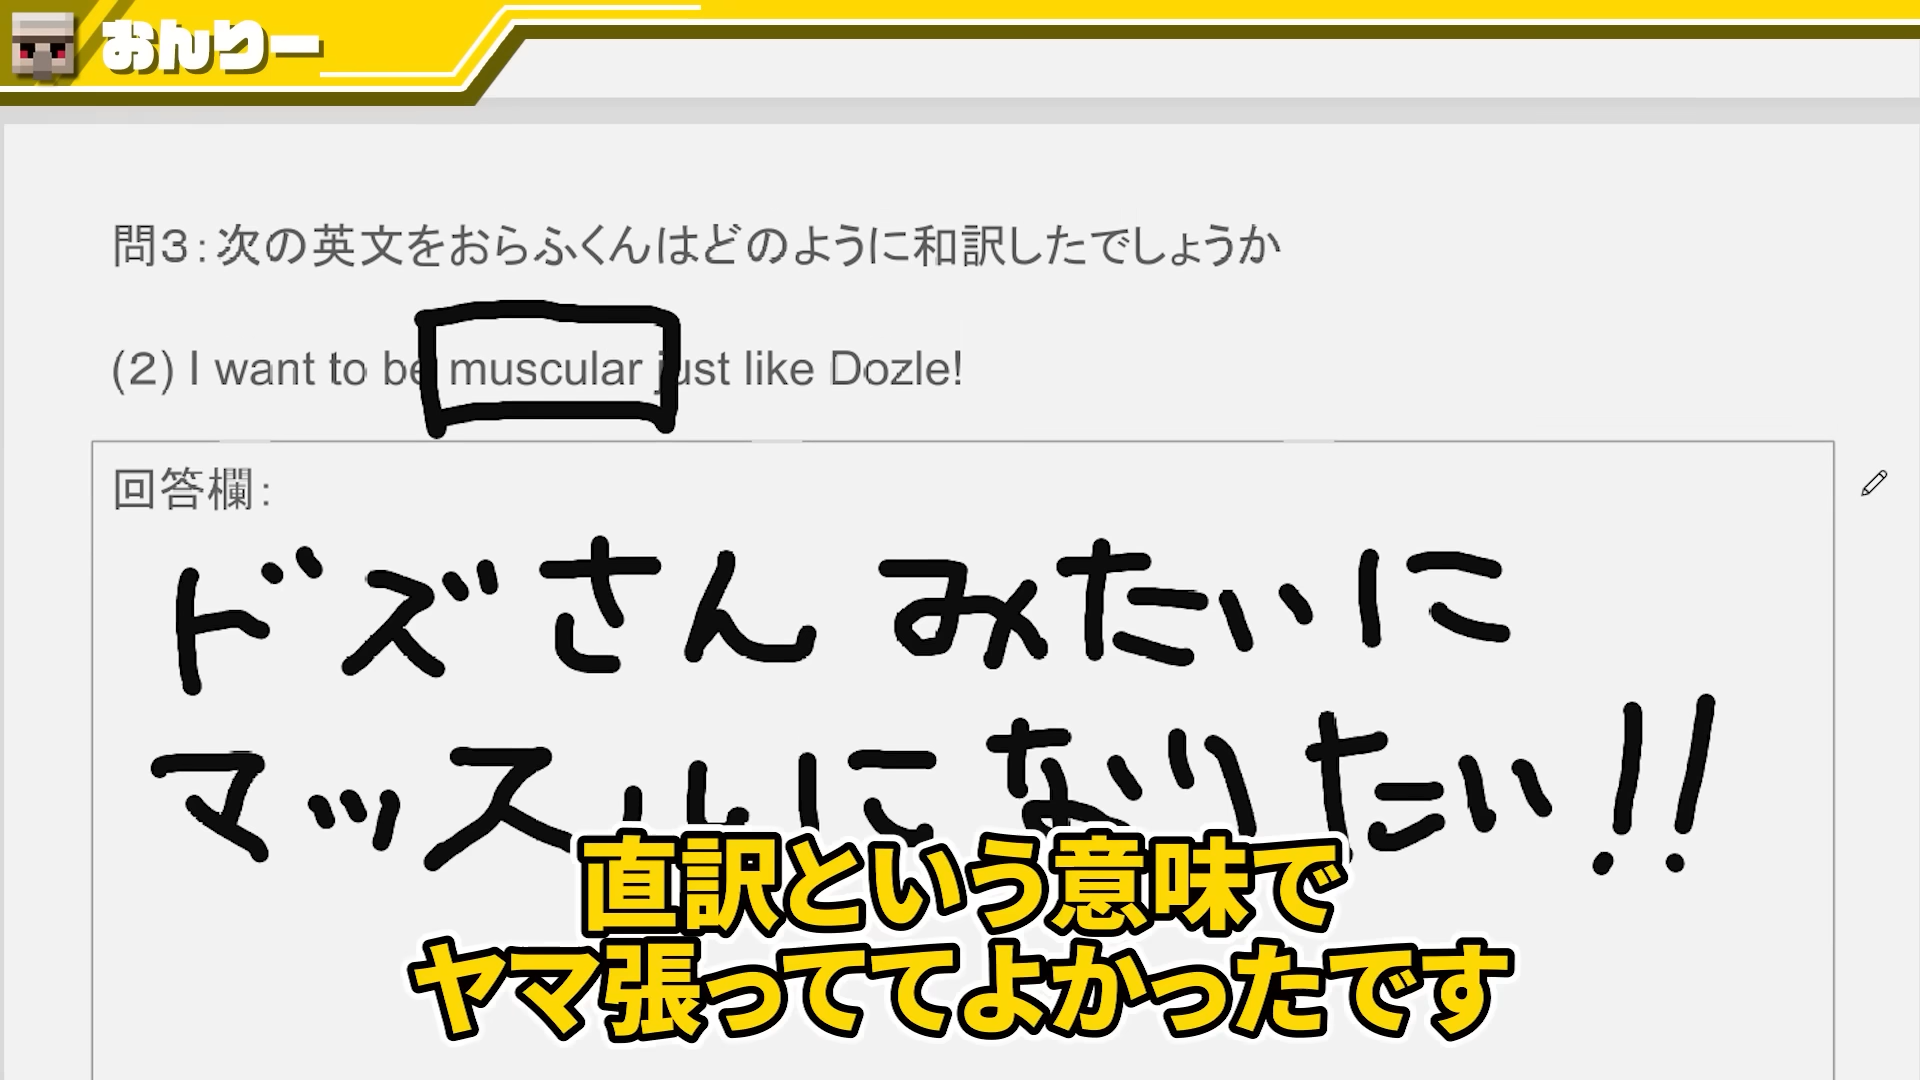 おんりー
問3：次の英文をおらふくんはどのように和訳したでしょうか
(2) I want to be muscular just like Dozle!
回答欄：
ドズさん みたいに
マッスルになりたい!!
直訳という意味で
ヤマ張っててよかったです